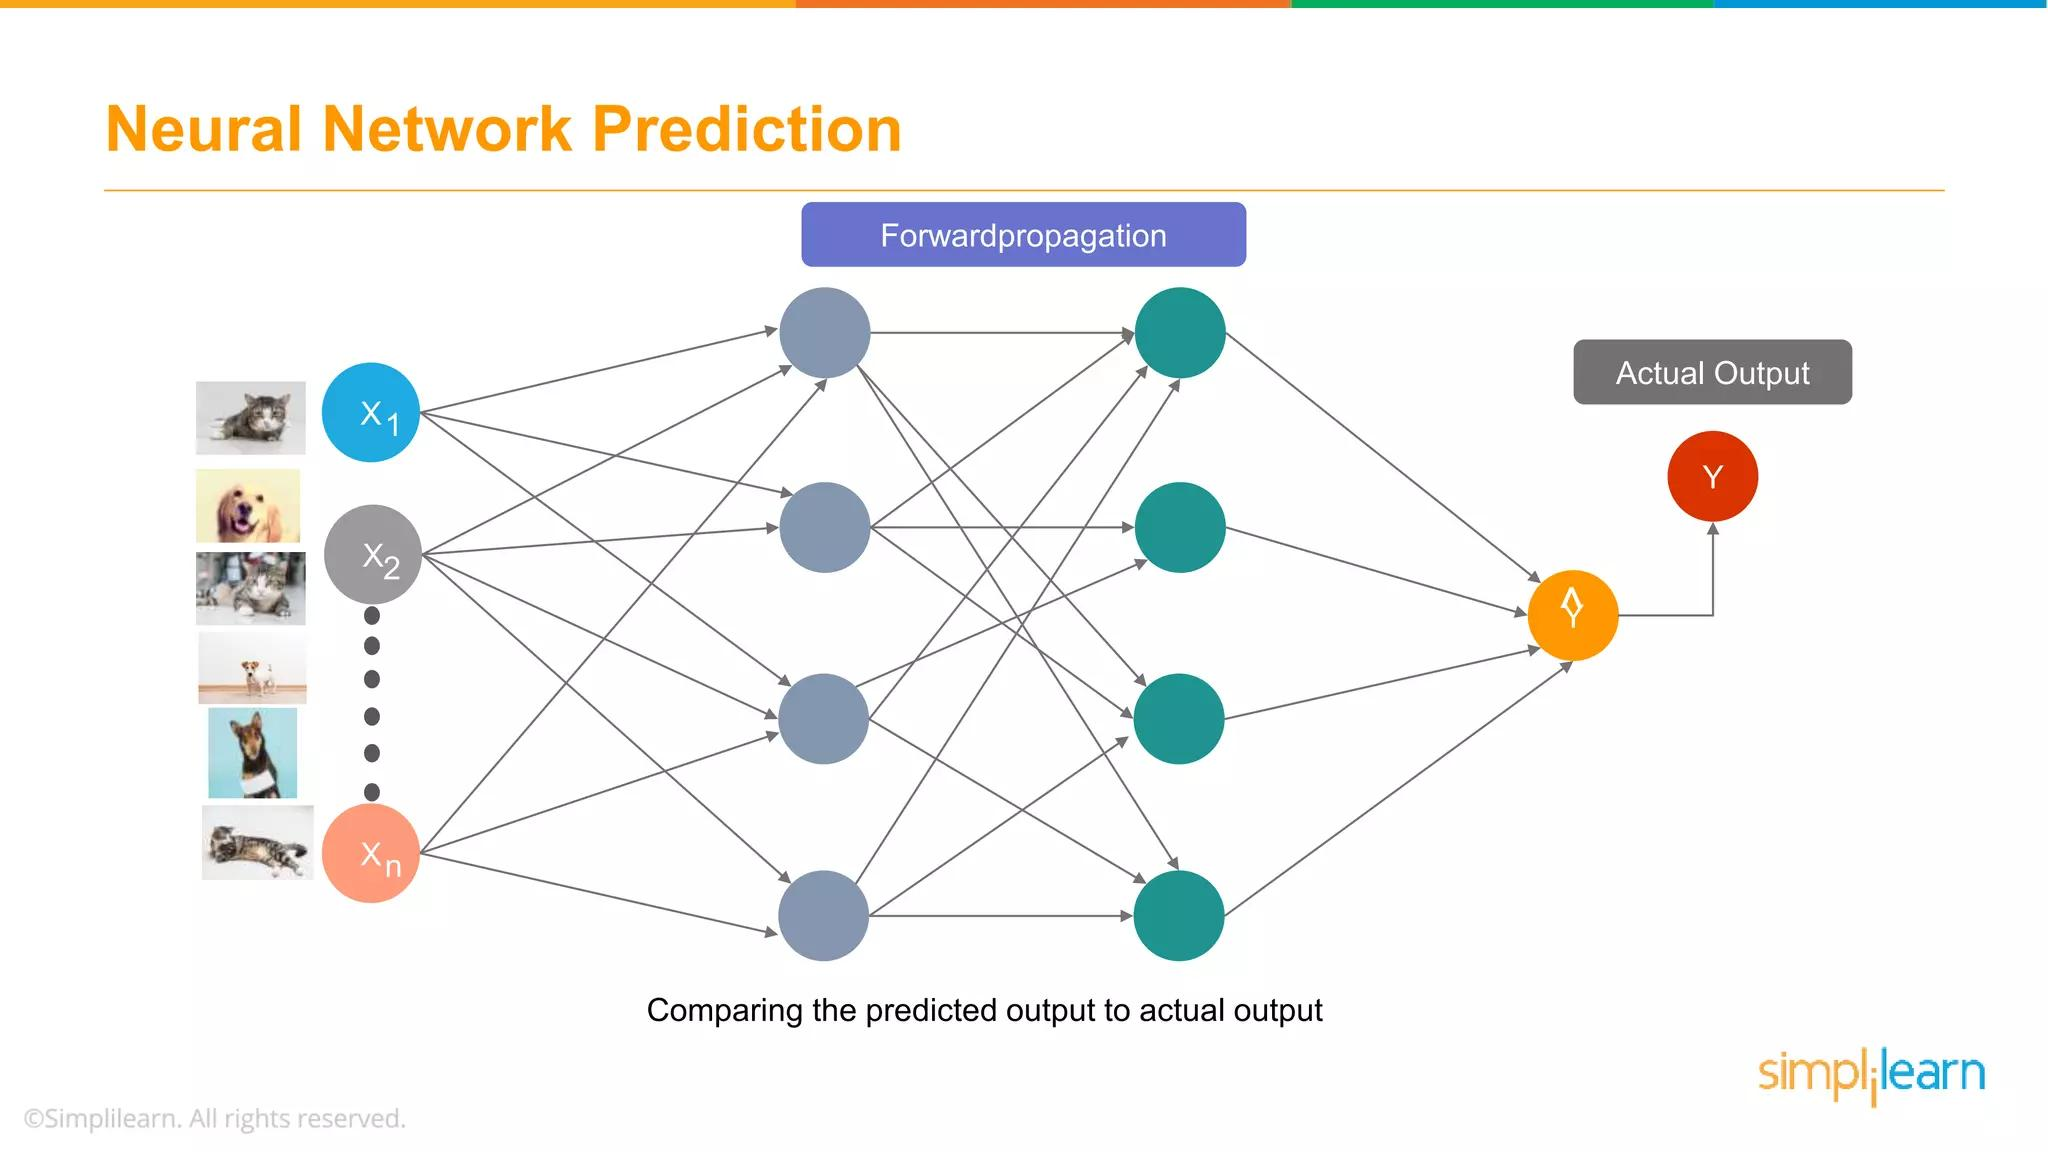 Neural Network Prediction
Forwardpropagation
Actual Output
X1
Y
X2
Ŷ
Xn
Comparing the predicted output to actual output
simplilearn
©Simplilearn. All rights reserved.